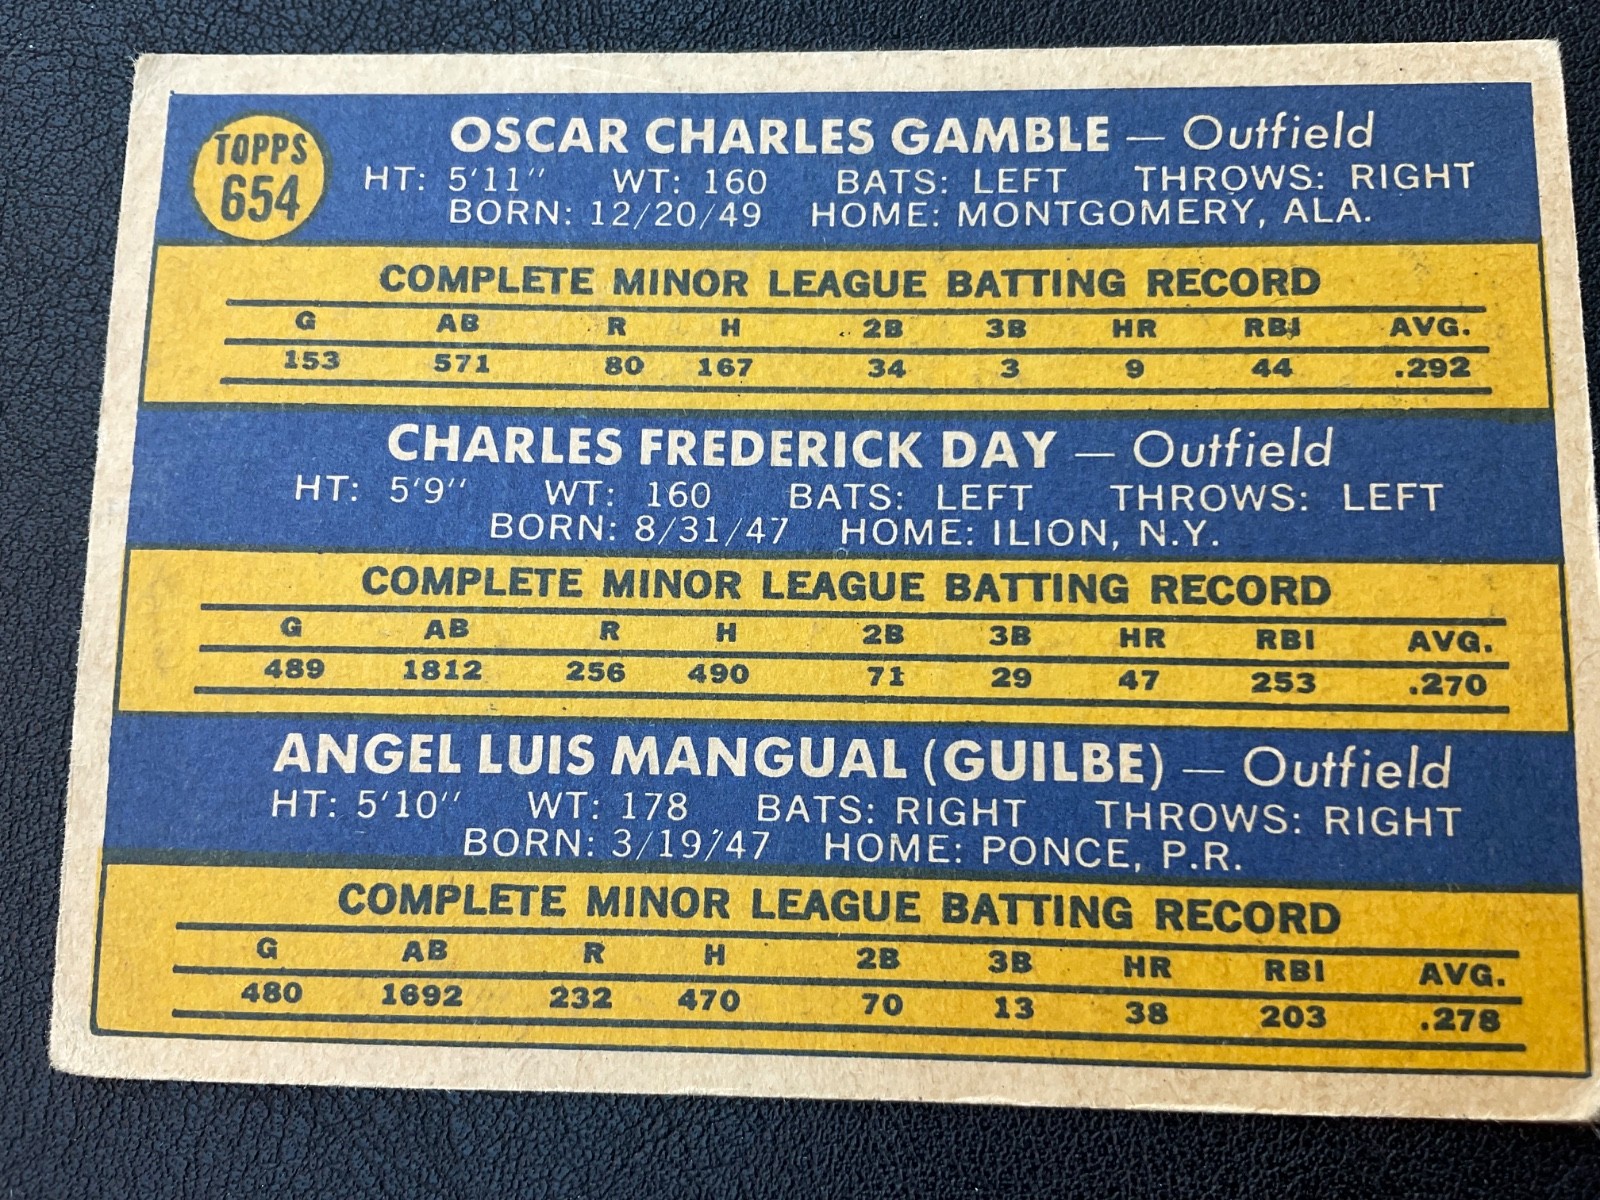 TOPPS
654
OSCAR CHARLES GAMBLE — Outfield
HT: 5'11" WT: 160 BATS: LEFT THROWS: RIGHT
BORN: 12/20/49 HOME: MONTGOMERY, ALA.
COMPLETE MINOR LEAGUE BATTING RECORD
G AB R H 2B 3B HR RBI AVG.
153 571 80 167 34 3 9 44 .292
CHARLES FREDERICK DAY — Outfield
HT: 5'9" WT: 160 BATS: LEFT THROWS: LEFT
BORN: 8/31/47 HOME: ILION, N.Y.
COMPLETE MINOR LEAGUE BATTING RECORD
G AB R H 2B 3B HR RBI AVG.
489 1812 256 490 71 29 47 253 .270
ANGEL LUIS MANGUAL (GUILBE) — Outfield
HT: 5'10" WT: 178 BATS: RIGHT THROWS: RIGHT
BORN: 3/19/47 HOME: PONCE, P.R.
COMPLETE MINOR LEAGUE BATTING RECORD
G AB R H 2B 3B HR RBI AVG.
480 1692 232 470 70 13 38 203 .278